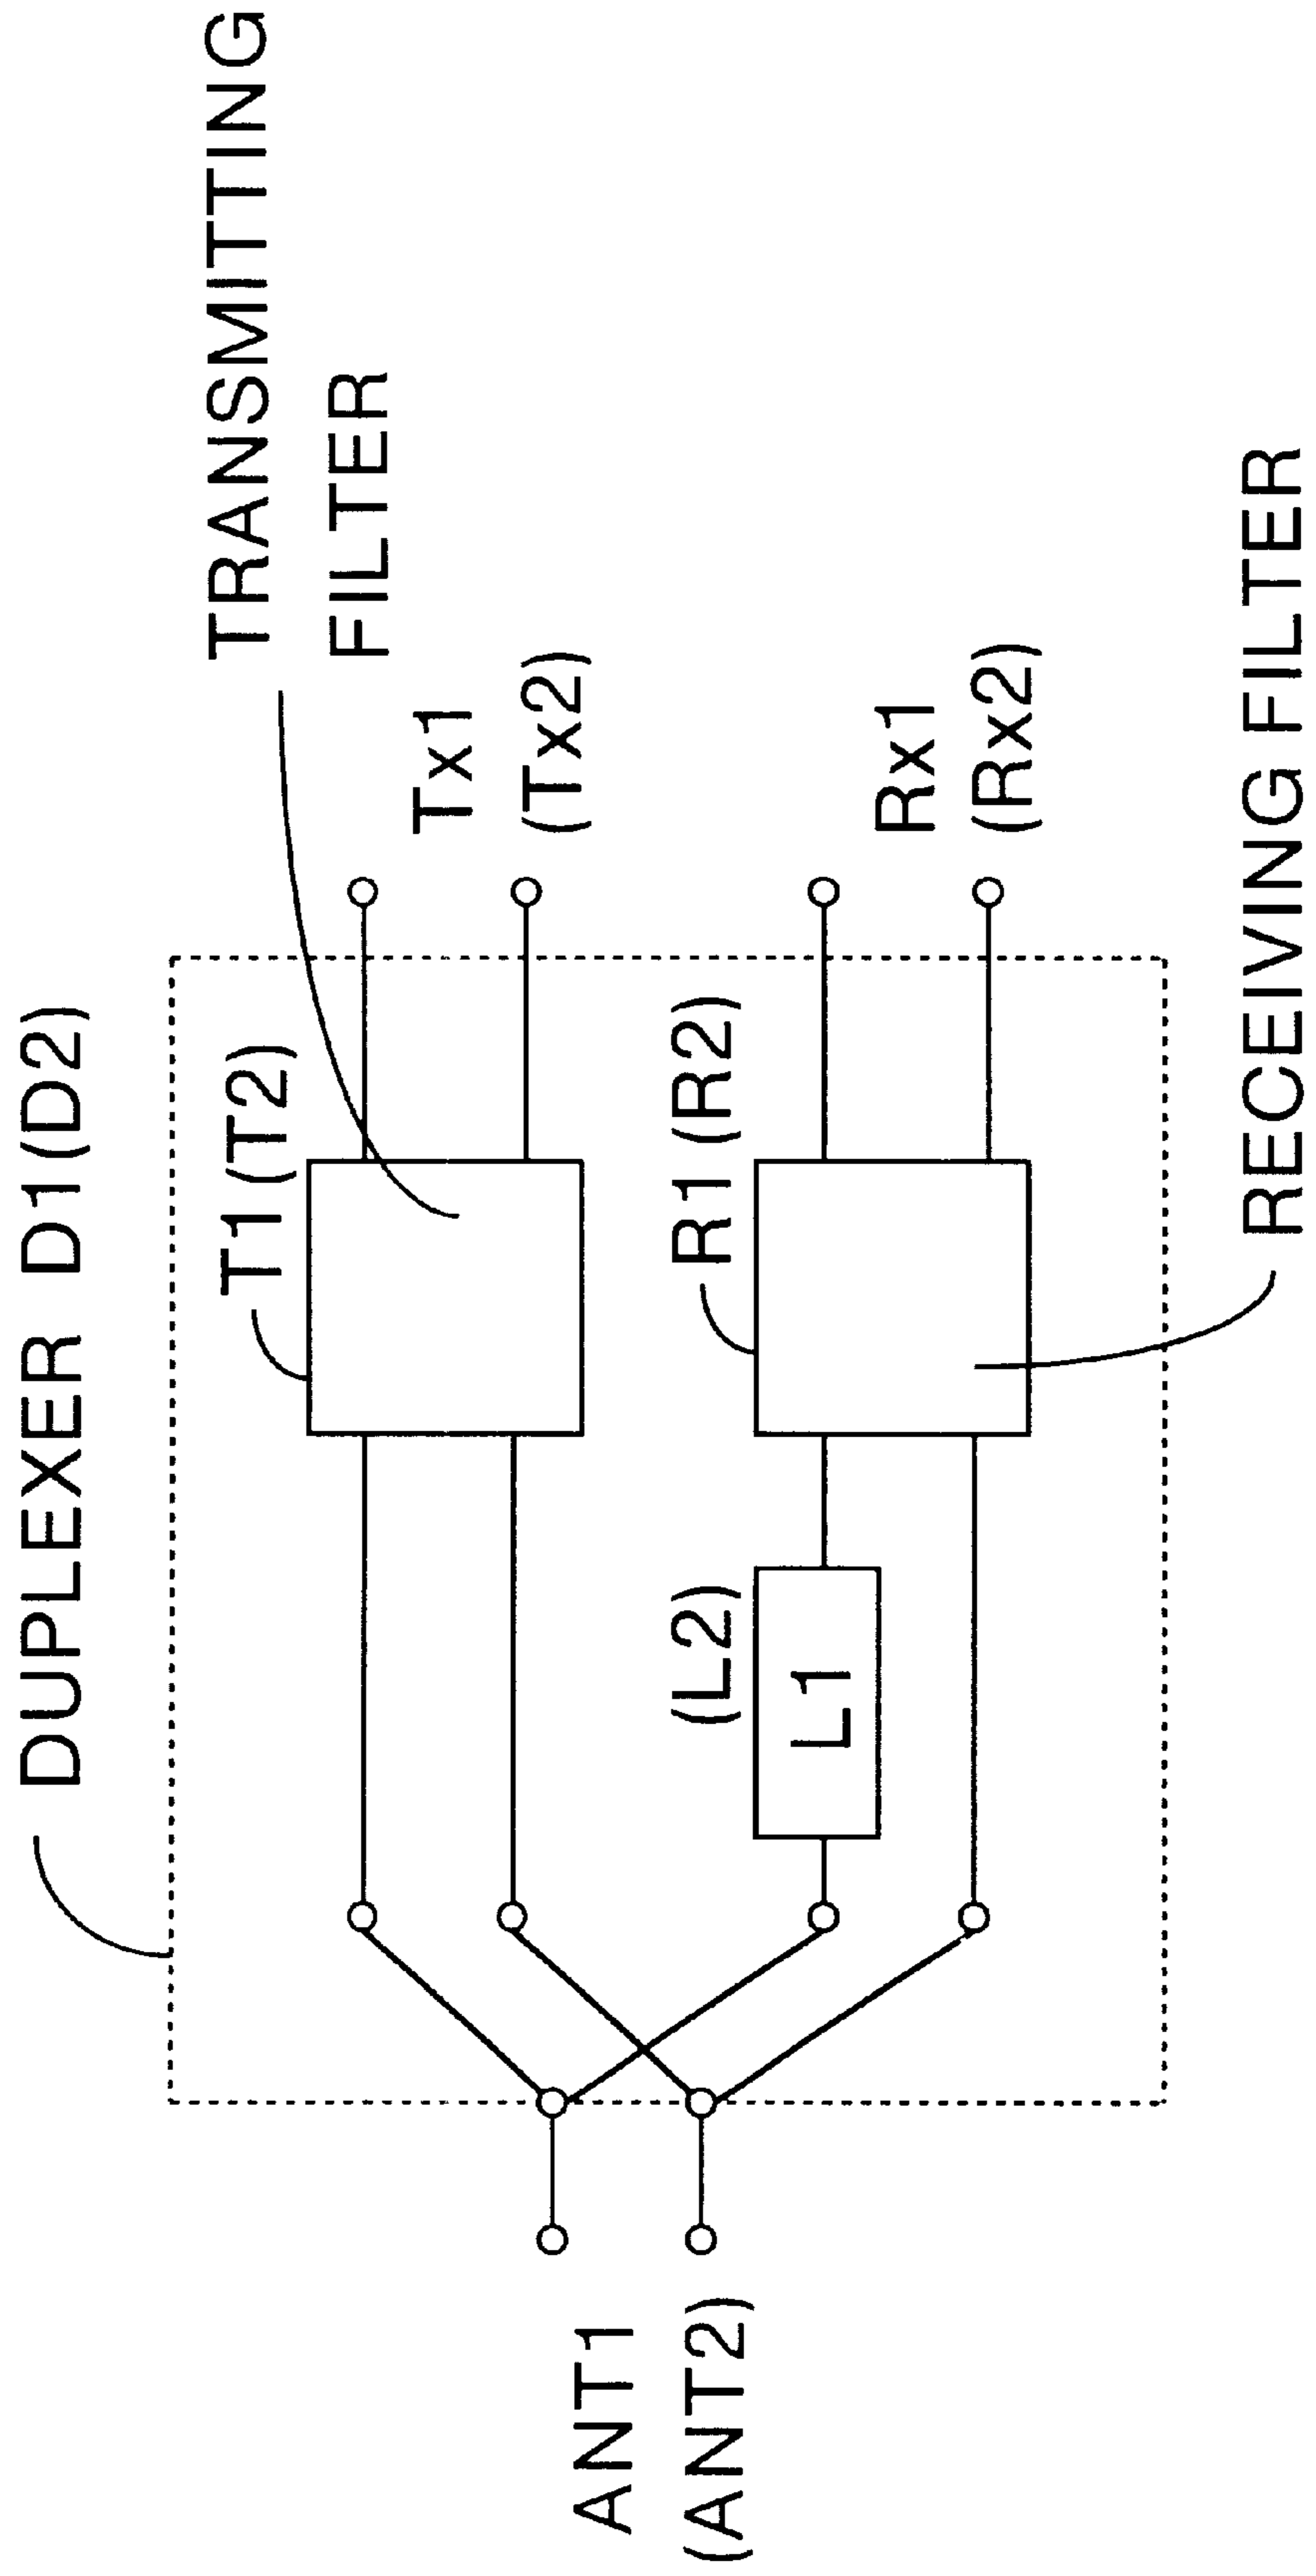 DUPLEXER D1(D2)
TRANSMITTING
FILTER
T1(T2)
Tx1
(Tx2)
(L2)
L1
R1(R2)
Rx1
(Rx2)
ANT1
(ANT2)
RECEIVING FILTER